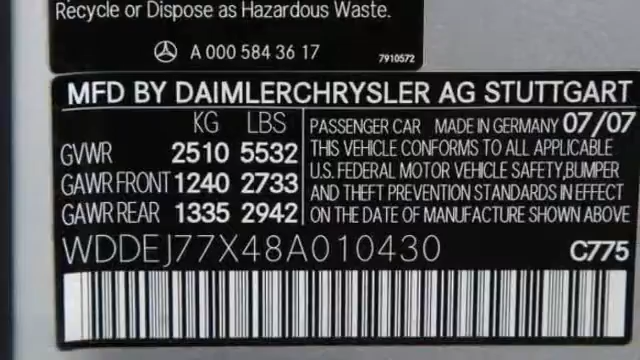 Recycle or Dispose as Hazardous Waste.
A 000 584 36 17
7910572
MFD BY DAIMLERCHRYSLER AG STUTTGART
KG LBS
GVWR 2510 5532
GAWR FRONT 1240 2733
GAWR REAR 1335 2942
PASSENGER CAR MADE IN GERMANY 07/07
THIS VEHICLE CONFORMS TO ALL APPLICABLE
U.S. FEDERAL MOTOR VEHICLE SAFETY,BUMPER
AND THEFT PREVENTION STANDARDS IN EFFECT
ON THE DATE OF MANUFACTURE SHOWN ABOVE
WDDEJ77X48A010430
C775